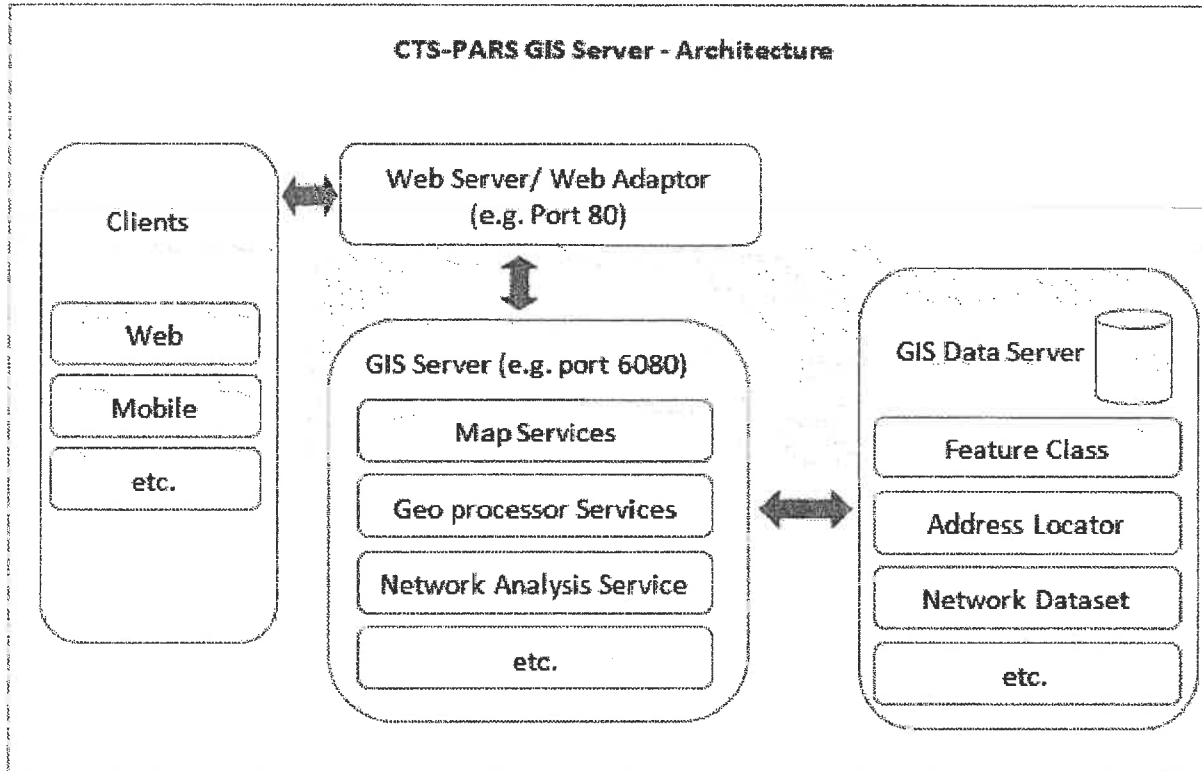 CTS-PARS GIS Server - Architecture
Clients
Web
Mobile
etc.
Web Server/ Web Adaptor
(e.g. Port 80)
GIS Server (e.g. port 6080)
Map Services
Geo processor Services
Network Analysis Service
etc.
GIS Data Server
Feature Class
Address Locator
Network Dataset
etc.